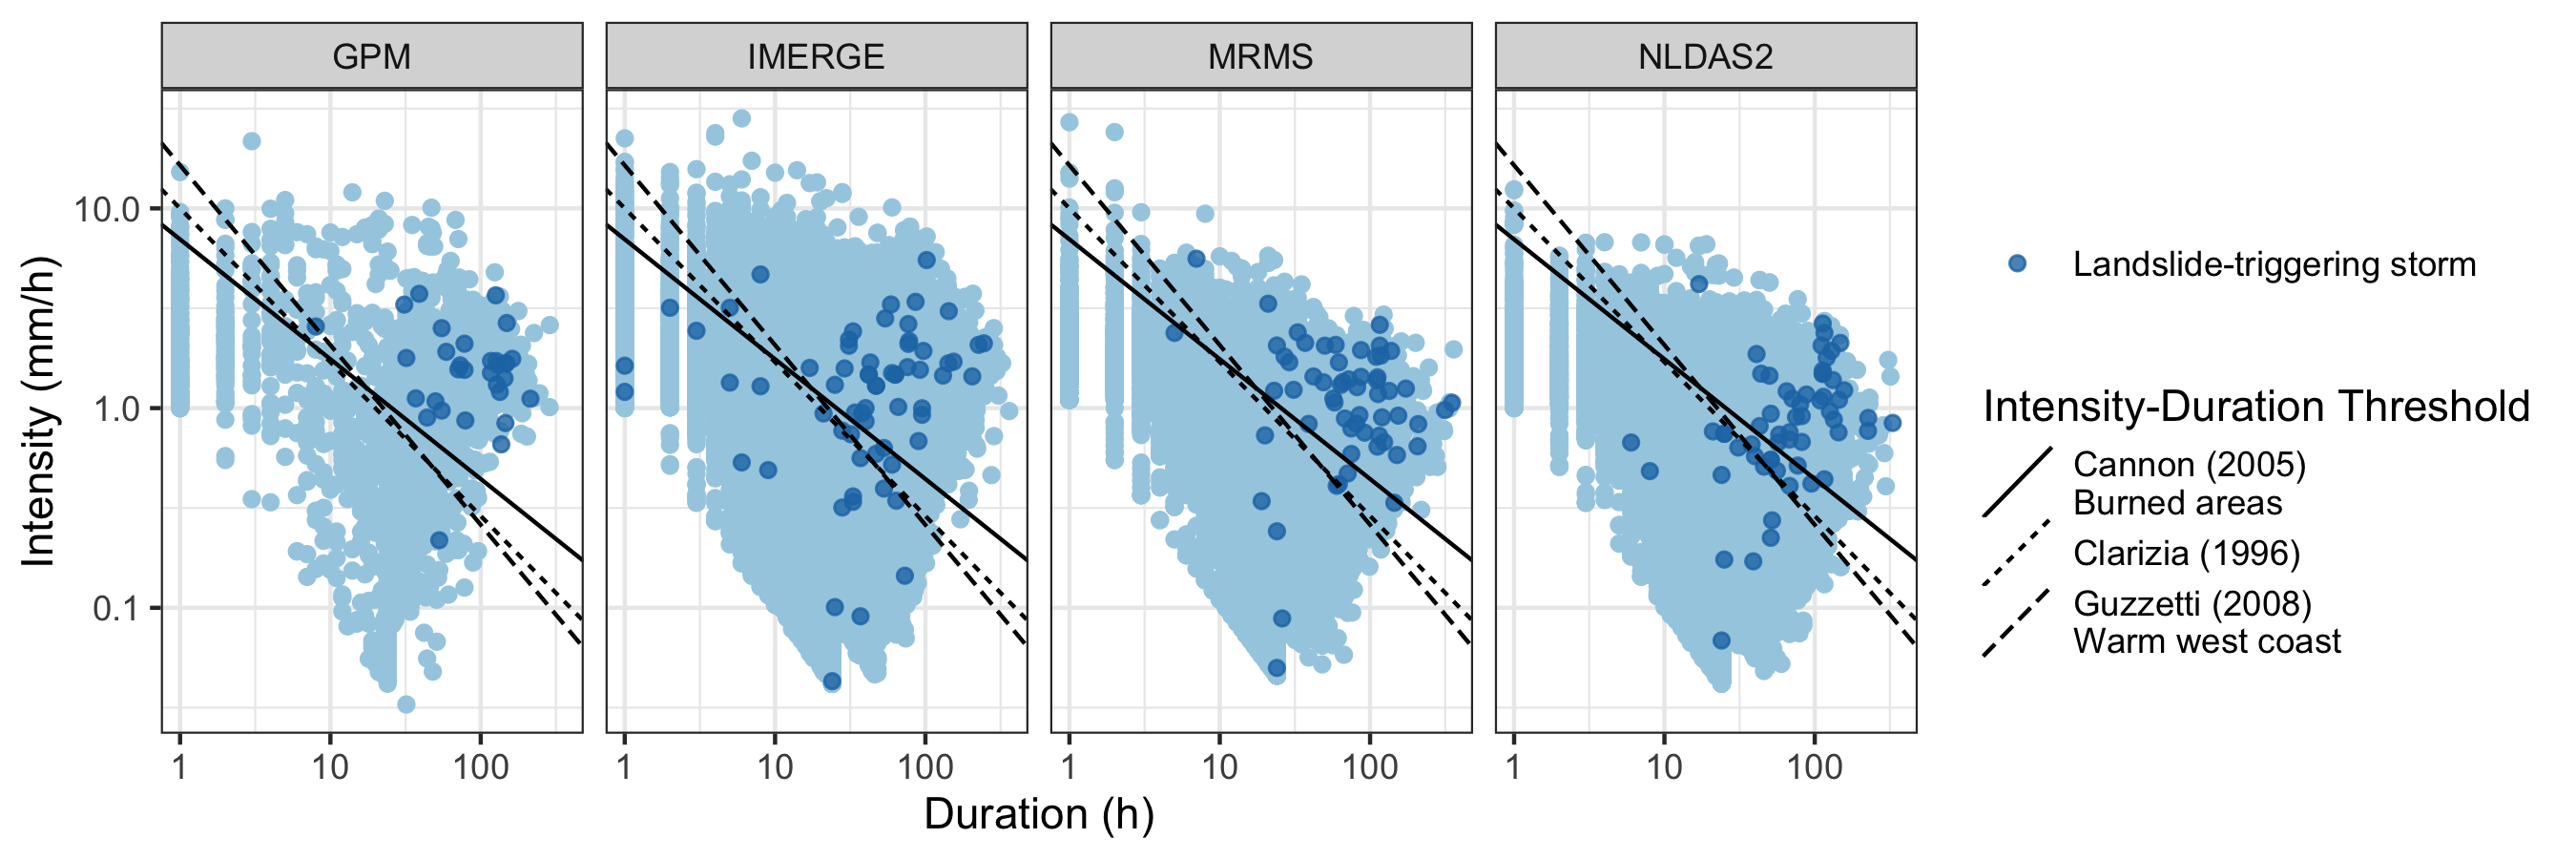 GPM
IMERGE
MRMS
NLDAS2
10.0
1.0
0.1
Intensity (mm/h)
1 10 100
1 10 100
1 10 100
1 10 100
Duration (h)
Landslide-triggering storm
Intensity-Duration Threshold
Cannon (2005)
Burned areas
Clarizia (1996)
Guzzetti (2008)
Warm west coast